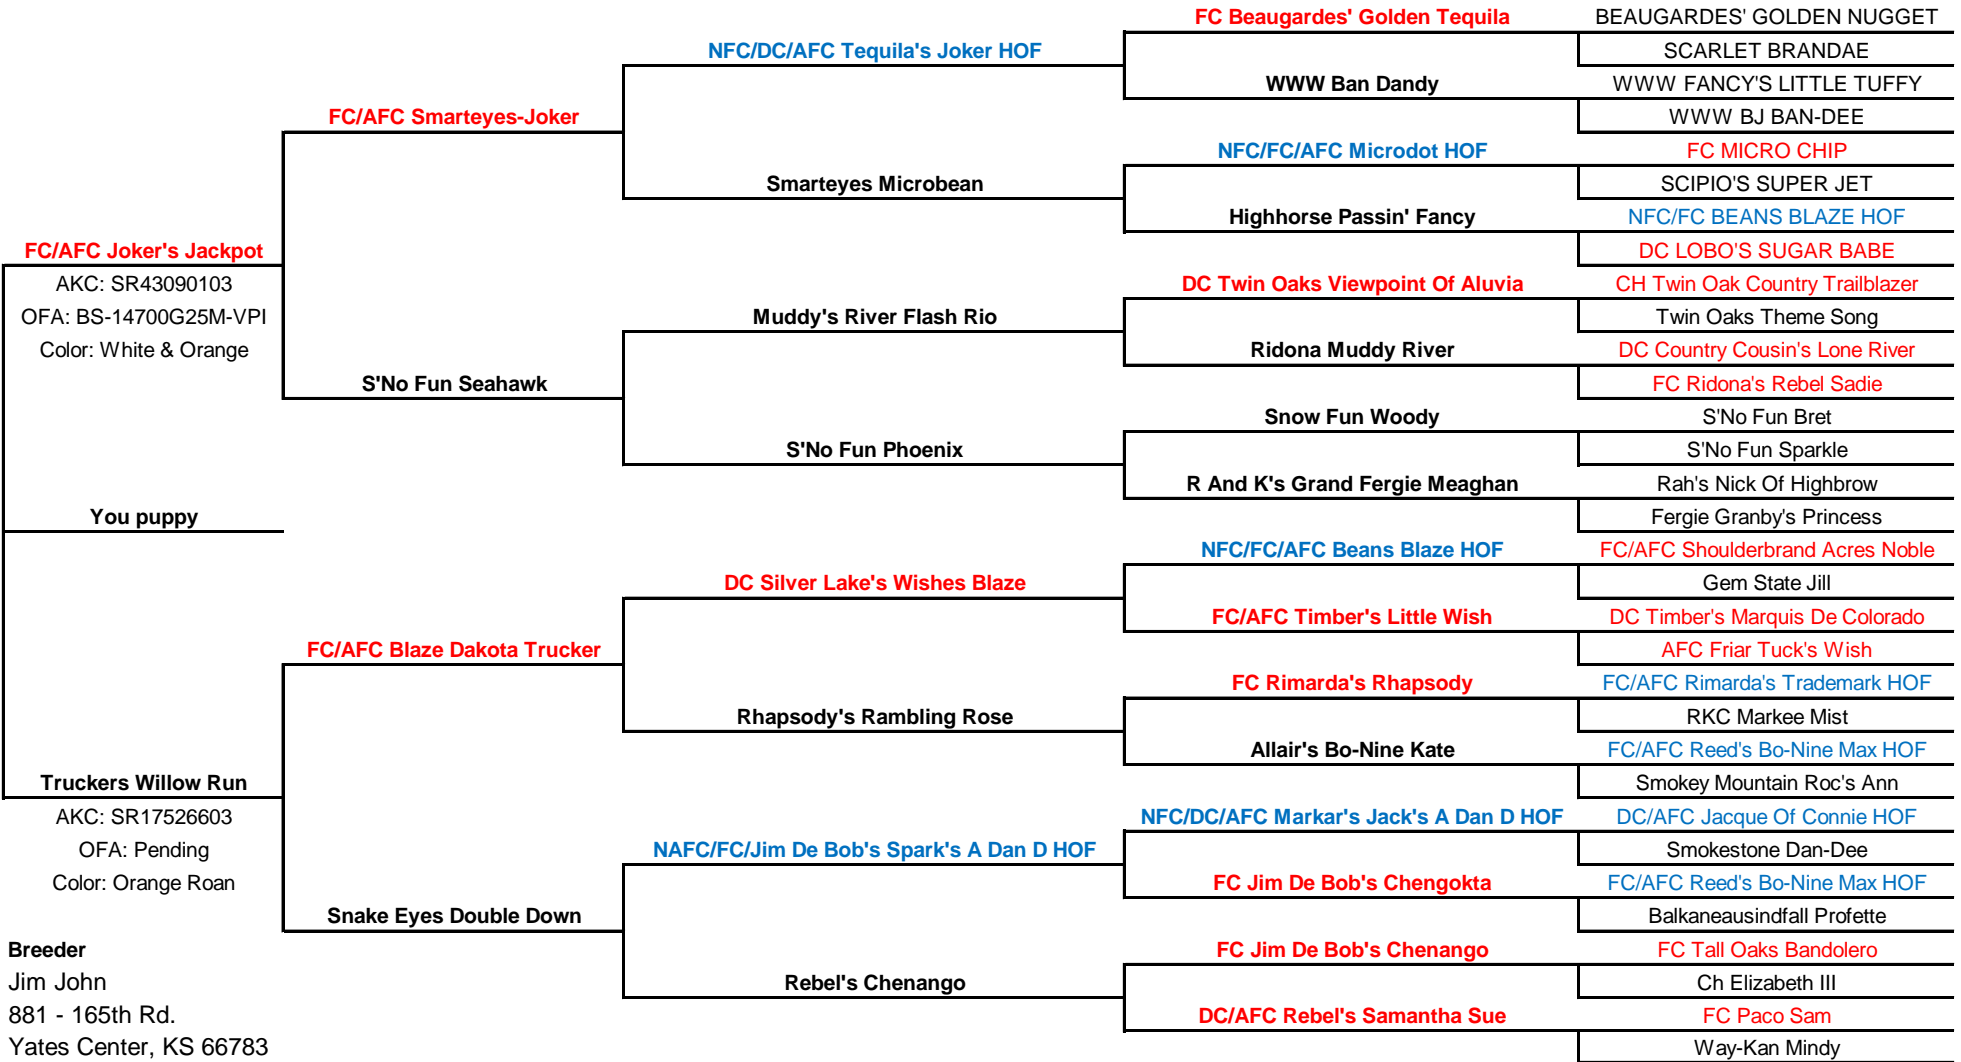 FC Beaugardes' Golden Tequila BEAUGARDES' GOLDEN NUGGET
NFC/DC/AFC Tequila's Joker HOF SCARLET BRANDAE
WWW Ban Dandy WWW FANCY'S LITTLE TUFFY
FC/AFC Smarteyes-Joker WWW BJ BAN-DEE
NFC/FC/AFC Microdot HOF FC MICRO CHIP
Smarteyes Microbean SCIPIO'S SUPER JET
Highhorse Passin' Fancy NFC/FC BEANS BLAZE HOF
FC/AFC Joker's Jackpot DC LOBO'S SUGAR BABE
AKC: SR43090103 DC Twin Oaks Viewpoint Of Aluvia CH Twin Oak Country Trailblazer
OFA: BS-14700G25M-VPI Muddy's River Flash Rio Twin Oaks Theme Song
Color: White & Orange Ridona Muddy River DC Country Cousin's Lone River
S'No Fun Seahawk FC Ridona's Rebel Sadie
Snow Fun Woody S'No Fun Bret
S'No Fun Phoenix S'No Fun Sparkle
R And K's Grand Fergie Meaghan Rah's Nick Of Highbrow
You puppy Fergie Granby's Princess
NFC/FC/AFC Beans Blaze HOF FC/AFC Shoulderbrand Acres Noble
DC Silver Lake's Wishes Blaze Gem State Jill
FC/AFC Timber's Little Wish DC Timber's Marquis De Colorado
FC/AFC Blaze Dakota Trucker AFC Friar Tuck's Wish
FC Rimarda's Rhapsody FC/AFC Rimarda's Trademark HOF
Rhapsody's Rambling Rose RKC Markee Mist
Allair's Bo-Nine Kate FC/AFC Reed's Bo-Nine Max HOF
Truckers Willow Run Smokey Mountain Roc's Ann
AKC: SR17526603 NFC/DC/AFC Markar's Jack's A Dan D HOF DC/AFC Jacque Of Connie HOF
OFA: Pending NAFC/FC/Jim De Bob's Spark's A Dan D HOF Smokestone Dan-Dee
Color: Orange Roan FC Jim De Bob's Chengokta FC/AFC Reed's Bo-Nine Max HOF
Snake Eyes Double Down Balkaneausindfall Profette
Breeder FC Jim De Bob's Chenango FC Tall Oaks Bandolero
Jim John Rebel's Chenango Ch Elizabeth III
881 - 165th Rd. DC/AFC Rebel's Samantha Sue FC Paco Sam
Yates Center, KS 66783 Way-Kan Mindy